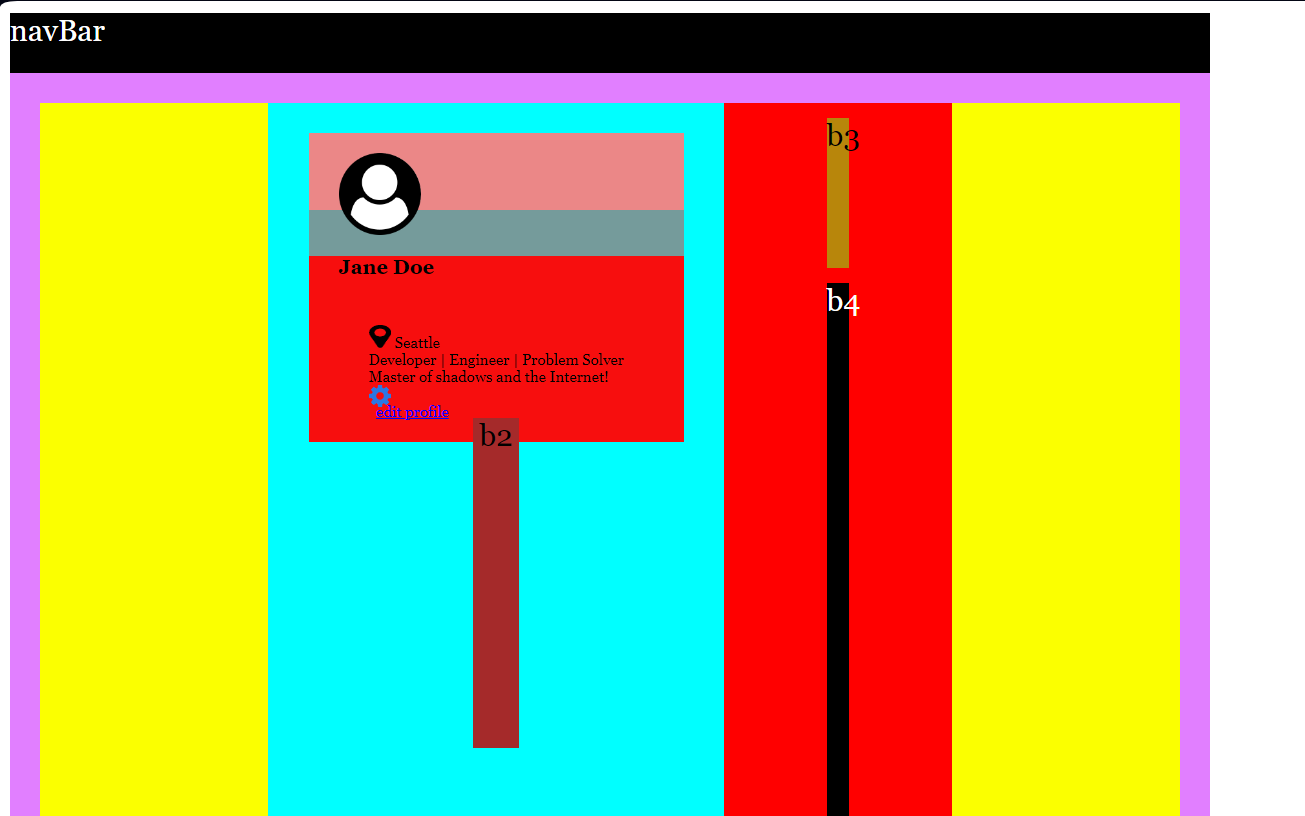 navBar
Jane Doe
Seattle
Developer | Engineer | Problem Solver
Master of shadows and the Internet!
edit profile
b2
b3
b4